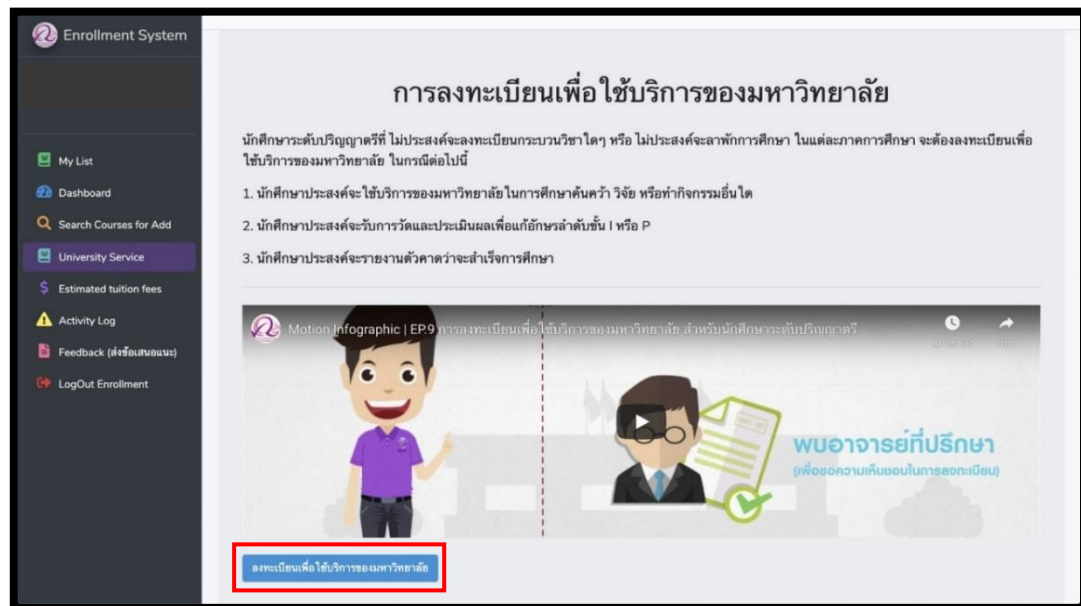 Enrollment System
My List
Dashboard
Search Courses for Add
University Service
Estimated tuition fees
Activity Log
Feedback (ส่งข้อเสนอแนะ)
LogOut Enrollment
การลงทะเบียนเพื่อใช้บริการของมหาวิทยาลัย
นักศึกษาระดับปริญญาตรีที่ ไม่ประสงค์จะลงทะเบียนกระบวนวิชาใดๆ หรือ ไม่ประสงค์จะลาพักการศึกษา ในแต่ละภาคการศึกษา จะต้องลงทะเบียนเพื่อ
ใช้บริการของมหาวิทยาลัย ในกรณีต่อไปนี้
1. นักศึกษาประสงค์จะใช้บริการของมหาวิทยาลัยในการศึกษาค้นคว้า วิจัย หรือทำกิจกรรมอื่นใด
2. นักศึกษาประสงค์จะรับการวัดและประเมินผลเพื่อแก้อักษรลำดับขั้น I หรือ P
3. นักศึกษาประสงค์จะรายงานตัวคาดว่าจะสำเร็จการศึกษา
Motion Infographic | EP.9 การลงทะเบียนเพื่อใช้บริการของมหาวิทยาลัย สำหรับนักศึกษาระดับปริญญาตรี
พบอาจารย์ที่ปรึกษา
(เพื่อขอความเห็นชอบในการลงทะเบียน)
ลงทะเบียนเพื่อใช้บริการของมหาวิทยาลัย